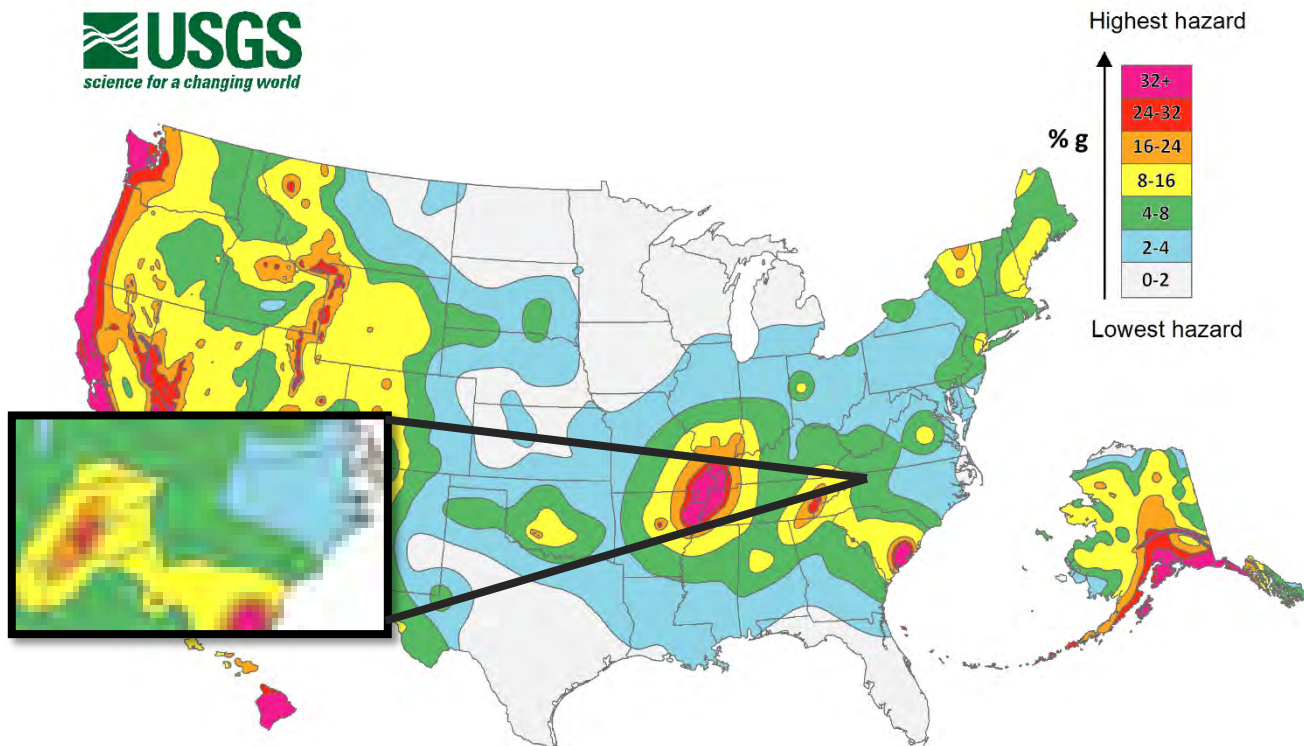 USGS
science for a changing world
Highest hazard
% g
32+
24-32
16-24
8-16
4-8
2-4
0-2
Lowest hazard